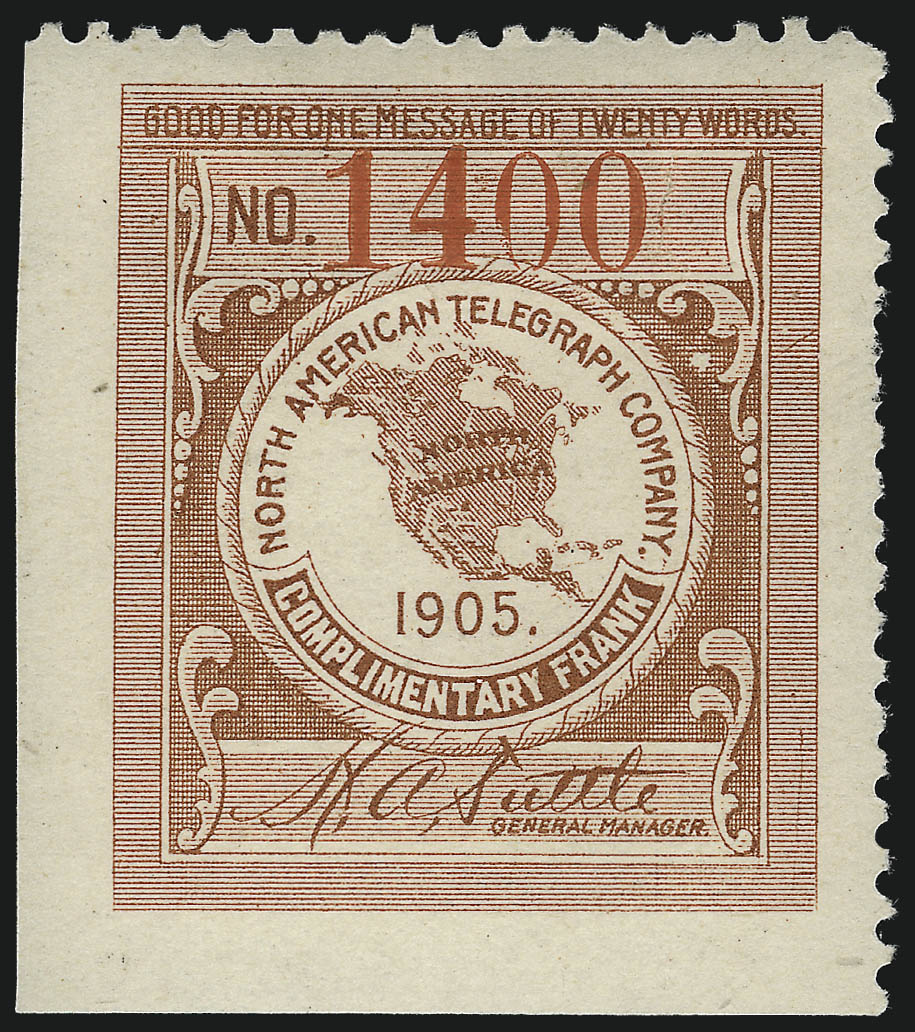 GOOD FOR ONE MESSAGE OF TWENTY WORDS.
NO. 1400
NORTH AMERICAN TELEGRAPH COMPANY.
NORTH
AMERICA
1905.
COMPLIMENTARY FRANK
H. A. Tuttle
GENERAL MANAGER.